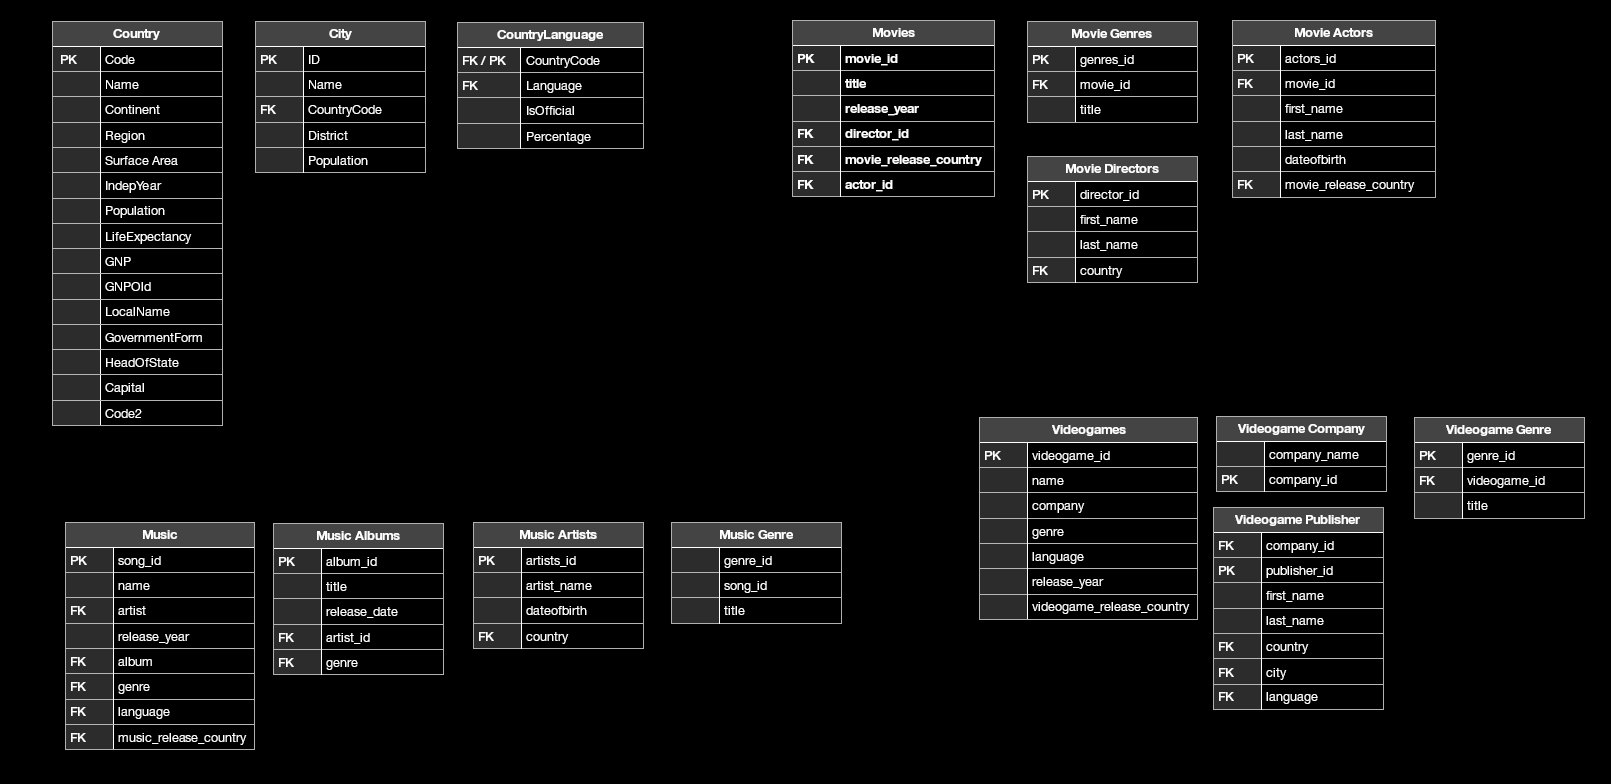 Country
PK Code
Name
Continent
Region
Surface Area
IndepYear
Population
LifeExpectancy
GNP
GNPOld
LocalName
GovernmentForm
HeadOfState
Capital
Code2
City
PK ID
Name
FK CountryCode
District
Population
CountryLanguage
FK / PK CountryCode
FK Language
IsOfficial
Percentage
Movies
PK movie_id
title
release_year
FK director_id
FK movie_release_country
FK actor_id
Movie Genres
PK genres_id
FK movie_id
title
Movie Directors
PK director_id
first_name
last_name
FK country
Movie Actors
PK actors_id
FK movie_id
first_name
last_name
dateofbirth
FK movie_release_country
Music
PK song_id
name
FK artist
release_year
FK album
FK genre
FK language
FK music_release_country
Music Albums
PK album_id
title
release_date
FK artist_id
FK genre
Music Artists
PK artists_id
artist_name
dateofbirth
FK country
Music Genre
genre_id
song_id
title
Videogames
PK videogame_id
name
company
genre
language
release_year
videogame_release_country
Videogame Company
company_name
PK company_id
Videogame Publisher
FK company_id
PK publisher_id
first_name
last_name
FK country
FK city
FK language
Videogame Genre
PK genre_id
FK videogame_id
title